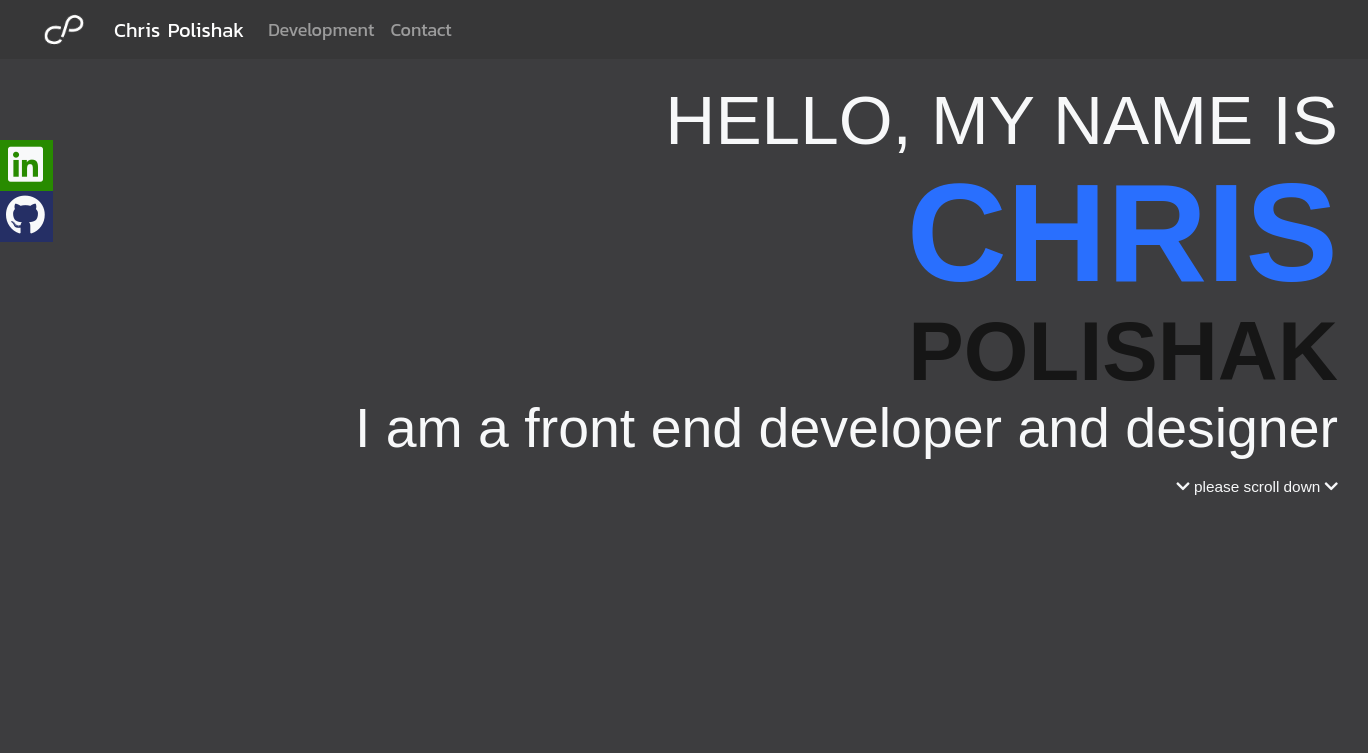 Chris Polishak Development Contact
HELLO, MY NAME IS
CHRIS
POLISHAK
I am a front end developer and designer
please scroll down
in